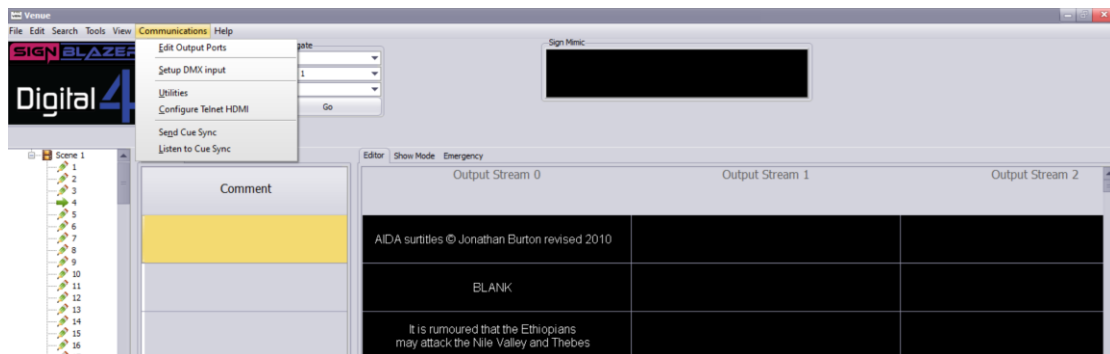 Venue
File Edit Search Tools View Communications Help
SIGN BLAZER
Digital 4
Edit Output Ports
Setup DMX input
Utilities
Configure Telnet HDMI
Send Cue Sync
Listen to Cue Sync
gate
1
Go
Sign Mimic
Scene 1
1
2
3
4
5
6
7
8
9
10
11
12
13
14
15
16
Comment
Editor Show Mode Emergency
Output Stream 0 Output Stream 1 Output Stream 2
AIDA surtitles © Jonathan Burton revised 2010
BLANK
It is rumoured that the Ethiopians
may attack the Nile Valley and Thebes